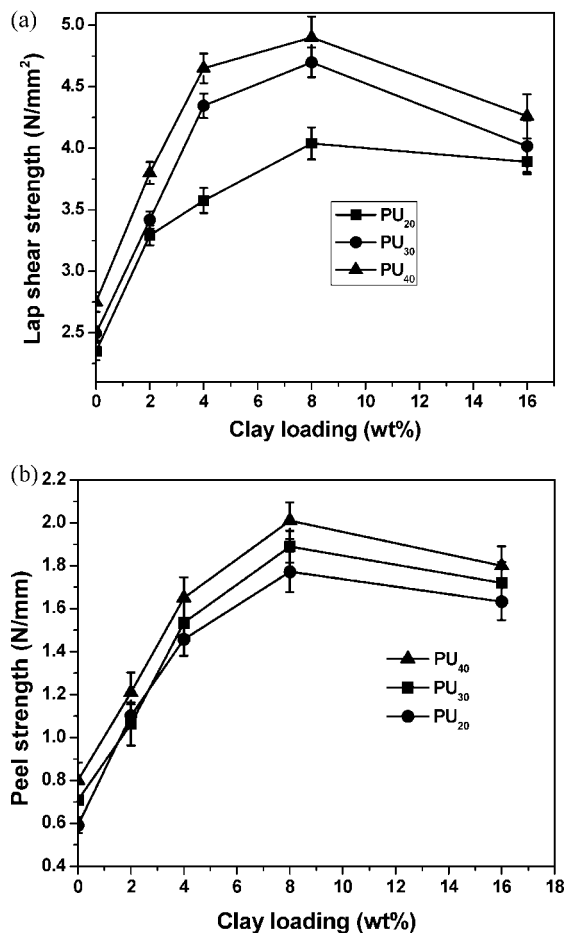 (a)
Lap shear strength (N/mm²)
5.0
4.5
4.0
3.5
3.0
2.5
PU₂₀
PU₃₀
PU₄₀
0 2 4 6 8 10 12 14 16
Clay loading (wt%)
(b)
Peel strength (N/mm)
2.2
2.0
1.8
1.6
1.4
1.2
1.0
0.8
0.6
0.4
PU₄₀
PU₃₀
PU₂₀
0 2 4 6 8 10 12 14 16 18
Clay loading (wt%)